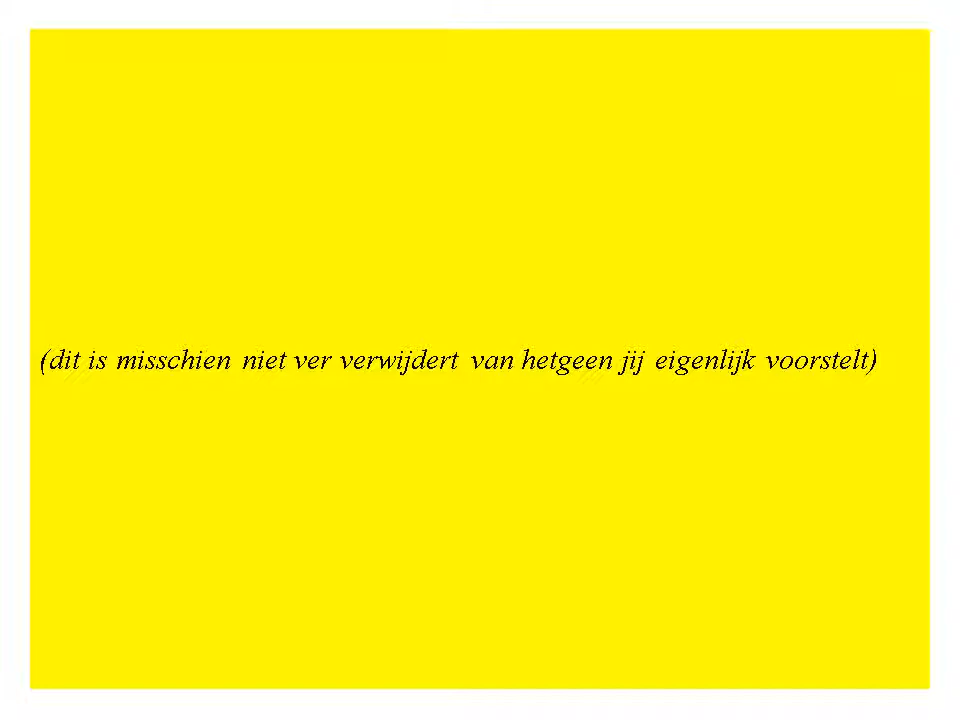 (dit is misschien niet ver verwijdert van hetgeen jij eigenlijk voorstelt)